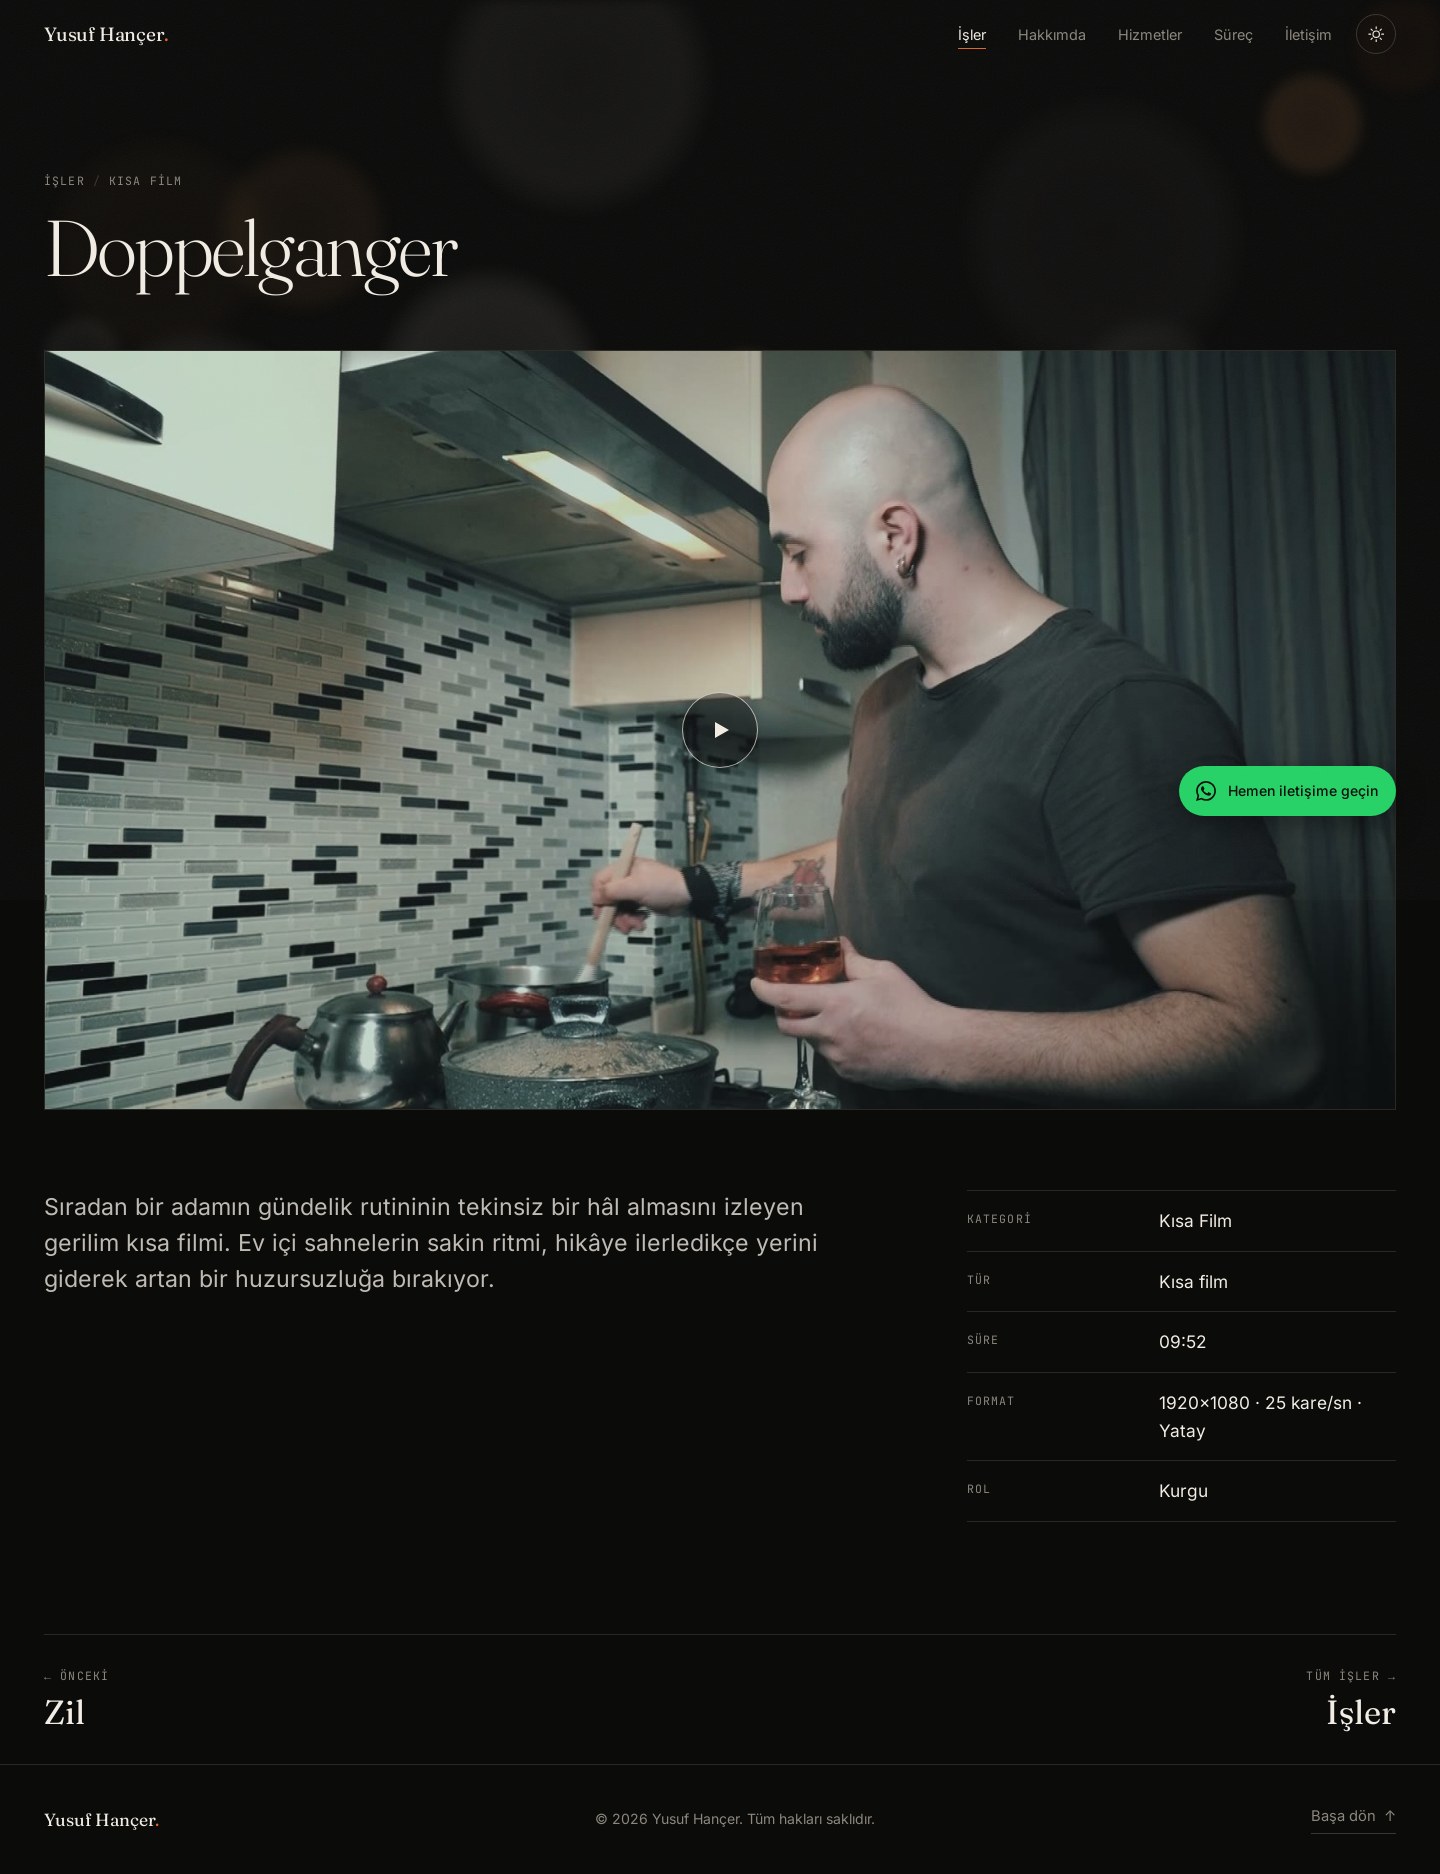 Yusuf Hançer.
İşler
Hakkımda
Hizmetler
Süreç
İletişim
İŞLER / KISA FİLM
Doppelganger
Hemen iletişime geçin
Sıradan bir adamın gündelik rutininin tekinsiz bir hâl almasını izleyen
gerilim kısa filmi. Ev içi sahnelerin sakin ritmi, hikâye ilerledikçe yerini
giderek artan bir huzursuzluğa bırakıyor.
KATEGORİ
Kısa Film
TÜR
Kısa film
SÜRE
09:52
FORMAT
1920×1080 · 25 kare/sn ·
Yatay
ROL
Kurgu
← ÖNCEKİ
Zil
TÜM İŞLER →
İşler
Yusuf Hançer.
© 2026 Yusuf Hançer. Tüm hakları saklıdır.
Başa dön ↑